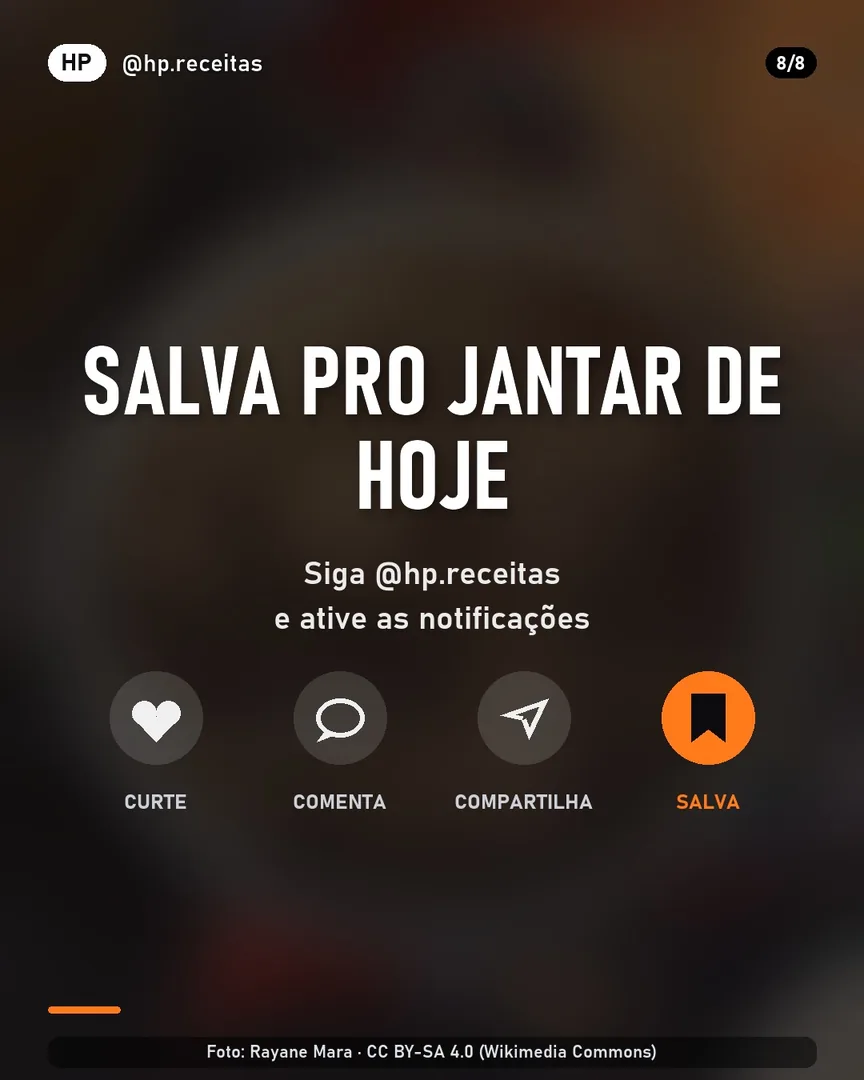 HP @hp.receitas 8/8
SALVA PRO JANTAR DE
HOJE
Siga @hp.receitas
e ative as notificações
CURTE COMENTA COMPARTILHA SALVA
Foto: Rayane Mara · CC BY-SA 4.0 (Wikimedia Commons)